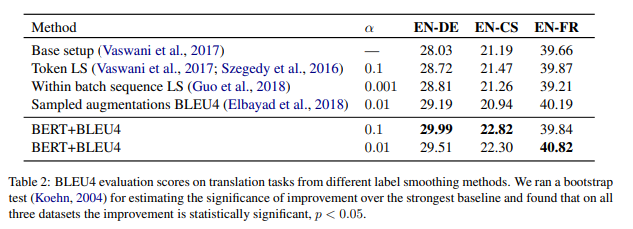 Method α EN-DE EN-CS EN-FR
Base setup (Vaswani et al., 2017) — 28.03 21.19 39.66
Token LS (Vaswani et al., 2017; Szegedy et al., 2016) 0.1 28.72 21.47 39.87
Within batch sequence LS (Guo et al., 2018) 0.001 28.81 21.26 39.21
Sampled augmentations BLEU4 (Elbayad et al., 2018) 0.01 29.19 20.94 40.19
BERT+BLEU4 0.1 29.99 22.82 39.84
BERT+BLEU4 0.01 29.51 22.30 40.82
Table 2: BLEU4 evaluation scores on translation tasks from different label smoothing methods. We ran a bootstrap
test (Koehn, 2004) for estimating the significance of improvement over the strongest baseline and found that on all
three datasets the improvement is statistically significant, p < 0.05.